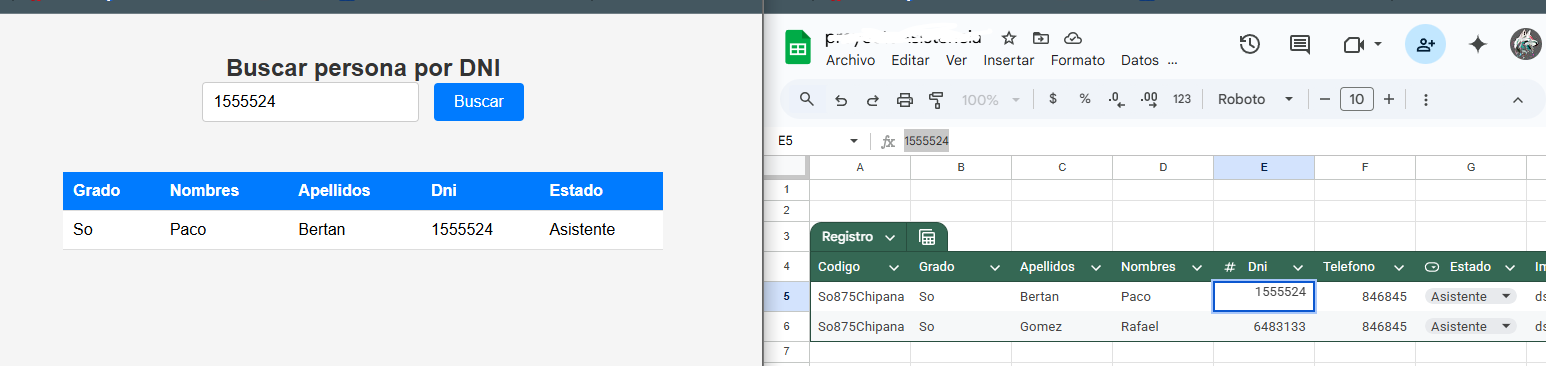 Buscar persona por DNI
1555524 Buscar
Grado Nombres Apellidos Dni Estado
So Paco Bertan 1555524 Asistente
Archivo Editar Ver Insertar Formato Datos ...
100% $ % .0 .00 123 Roboto 10
E5 fx 1555524
A B C D E F G
1
2
3 Registro
4 Codigo Grado Apellidos Nombres # Dni Telefono Estado
5 So875Chipana So Bertan Paco 1555524 846845 Asistente
6 So875Chipana So Gomez Rafael 6483133 846845 Asistente
7